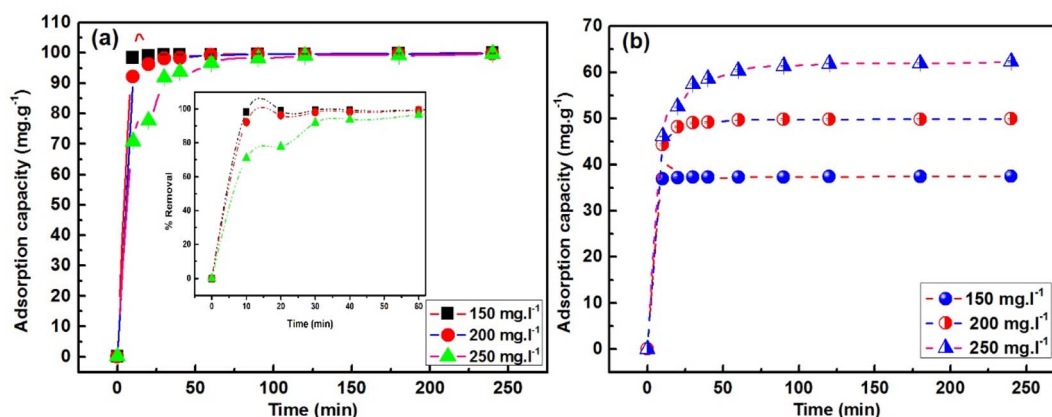 (a)
Adsorption capacity (mg.g-1)
110
100
90
80
70
60
50
40
30
20
10
0
0 50 100 150 200 250
Time (min)
% Removal
100
80
60
40
20
0
0 10 20 30 40 50 60
Time (min)
150 mg.l-1
200 mg.l-1
250 mg.l-1
(b)
Adsorption capacity (mg.g-1)
70
60
50
40
30
20
10
0
0 50 100 150 200 250
Time (min)
150 mg.l-1
200 mg.l-1
250 mg.l-1